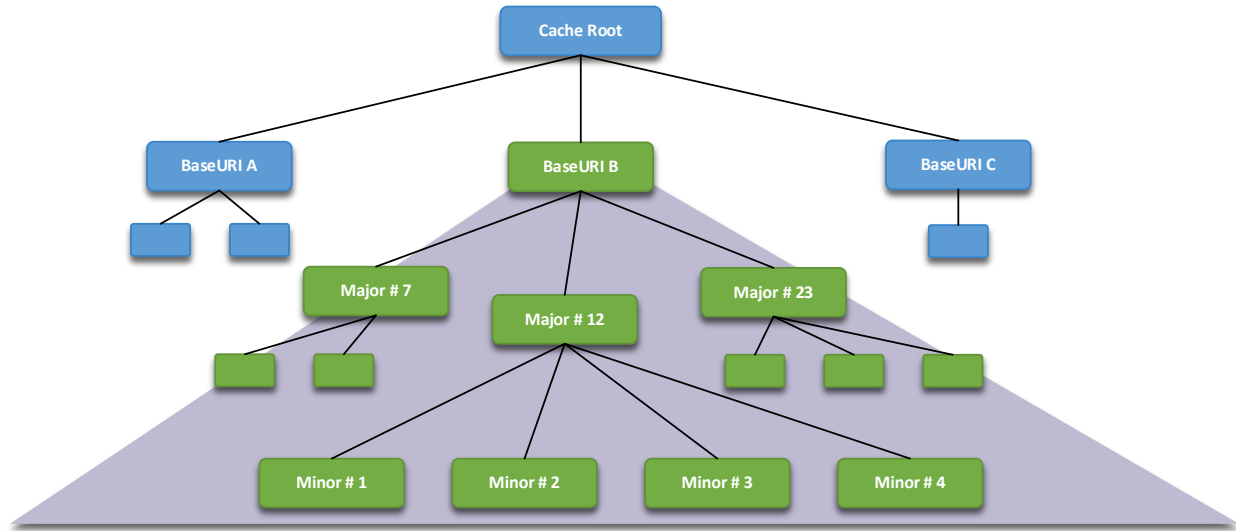 Cache Root
BaseURI A
BaseURI B
BaseURI C
Major # 7
Major # 12
Major # 23
Minor # 1
Minor # 2
Minor # 3
Minor # 4